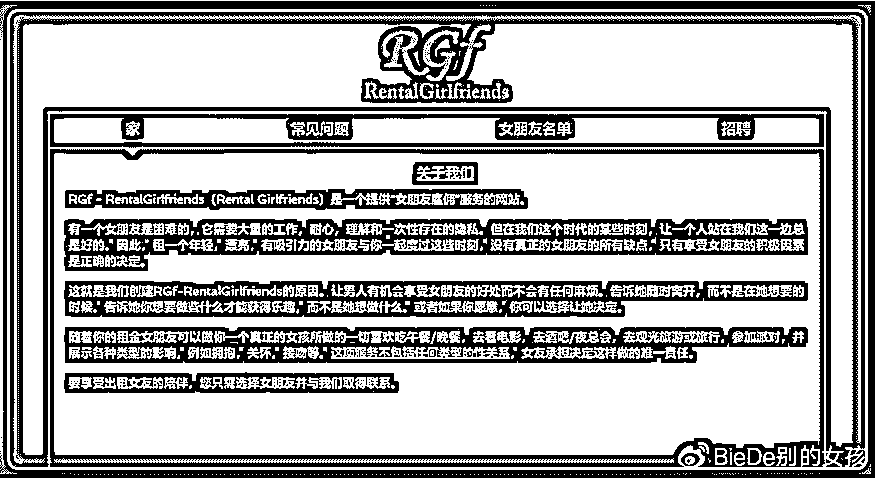 RGf
RentalGirlfriends
家 常见问题 女朋友名单 招聘
关于我们
RGf - RentalGirlfriends（Rental Girlfriends）是一个提供“女朋友雇佣”服务的网站。
有一个女朋友是困难的，它需要大量的工作，耐心，理解和一次性存在的隐私。但在我们这个时代的某些时刻，让一个人站在我们这一边总
是好的。因此，租一个年轻，漂亮，有吸引力的女朋友与你一起度过这些时刻，没有真正的女朋友的所有缺点，只有享受女朋友的积极因素
是正确的决定。
这就是我们创建RGf-RentalGirlfriends的原因。让男人有机会享受女朋友的好处而不会有任何麻烦。告诉她随时离开，而不是在她想要的
时候。告诉她你想要做些什么才能获得乐趣，而不是她想做什么。或者如果你愿意，你可以选择让她决定。
随着你的租金女朋友可以做你一个真正的女孩所做的一切喜欢吃午餐/晚餐，去看电影，去酒吧/夜总会，去观光旅游或旅行，参加派对，并
展示各种类型的影响，例如拥抱，关怀，接吻等。这项服务不包括任何类型的性关系，女友承担决定这样做的唯一责任。
要享受出租女友的陪伴，您只需选择女朋友并与我们取得联系。
BieDe别的女孩